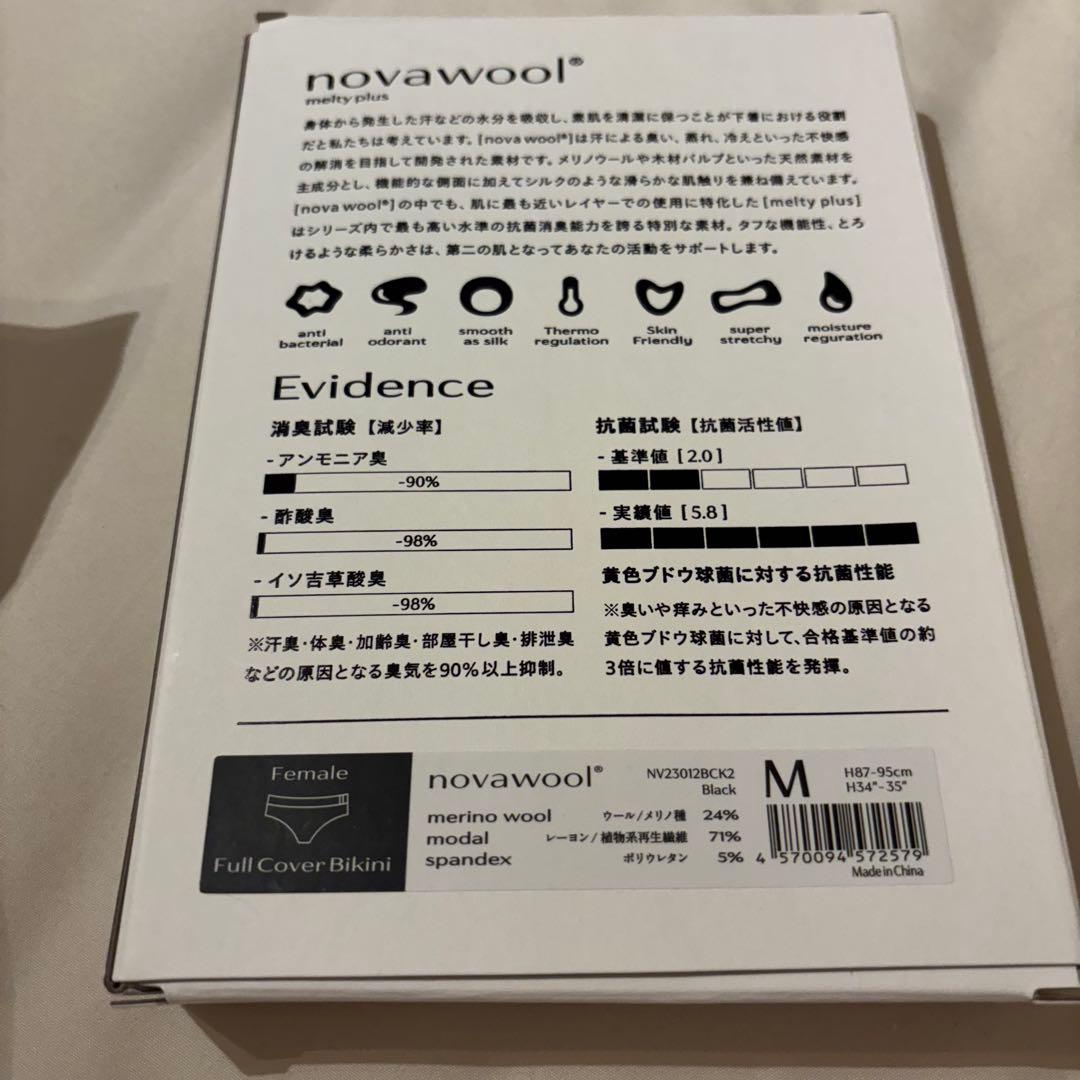 novawool®
melty plus
身体から発生した汗などの水分を吸収し、素肌を清潔に保つことが下着における役割
だと私たちは考えています。[nova wool®]は汗による臭い、蒸れ、冷えといった不快感
の解消を目指して開発された素材です。メリノウールや木材パルプといった天然素材を
主成分とし、機能的な側面に加えてシルクのような滑らかな肌触りを兼ね備えています。
[nova wool®]の中でも、肌に最も近いレイヤーでの使用に特化した[melty plus]
はシリーズ内で最も高い水準の抗菌消臭能力を誇る特別な素材。タフな機能性、とろ
けるような柔らかさは、第二の肌となってあなたの活動をサポートします。
anti bacterial
anti odorant
smooth as silk
Thermo regulation
Skin Friendly
super stretchy
moisture reguration
Evidence
消臭試験【減少率】
- アンモニア臭
-90%
- 酢酸臭
-98%
- イソ吉草酸臭
-98%
※汗臭・体臭・加齢臭・部屋干し臭・排泄臭
などの原因となる臭気を90%以上抑制。
抗菌試験【抗菌活性値】
- 基準値 [2.0]
- 実績値 [5.8]
黄色ブドウ球菌に対する抗菌性能
※臭いや痒みといった不快感の原因となる
黄色ブドウ球菌に対して、合格基準値の約
3倍に値する抗菌性能を発揮。
Female
Full Cover Bikini
novawool®
NV23012BCK2
Black
M
H87-95cm
H34"-35"
merino wool ウール/メリノ種 24%
modal レーヨン/植物系再生繊維 71%
spandex ポリウレタン 5%
4 570094 572579
Made in China